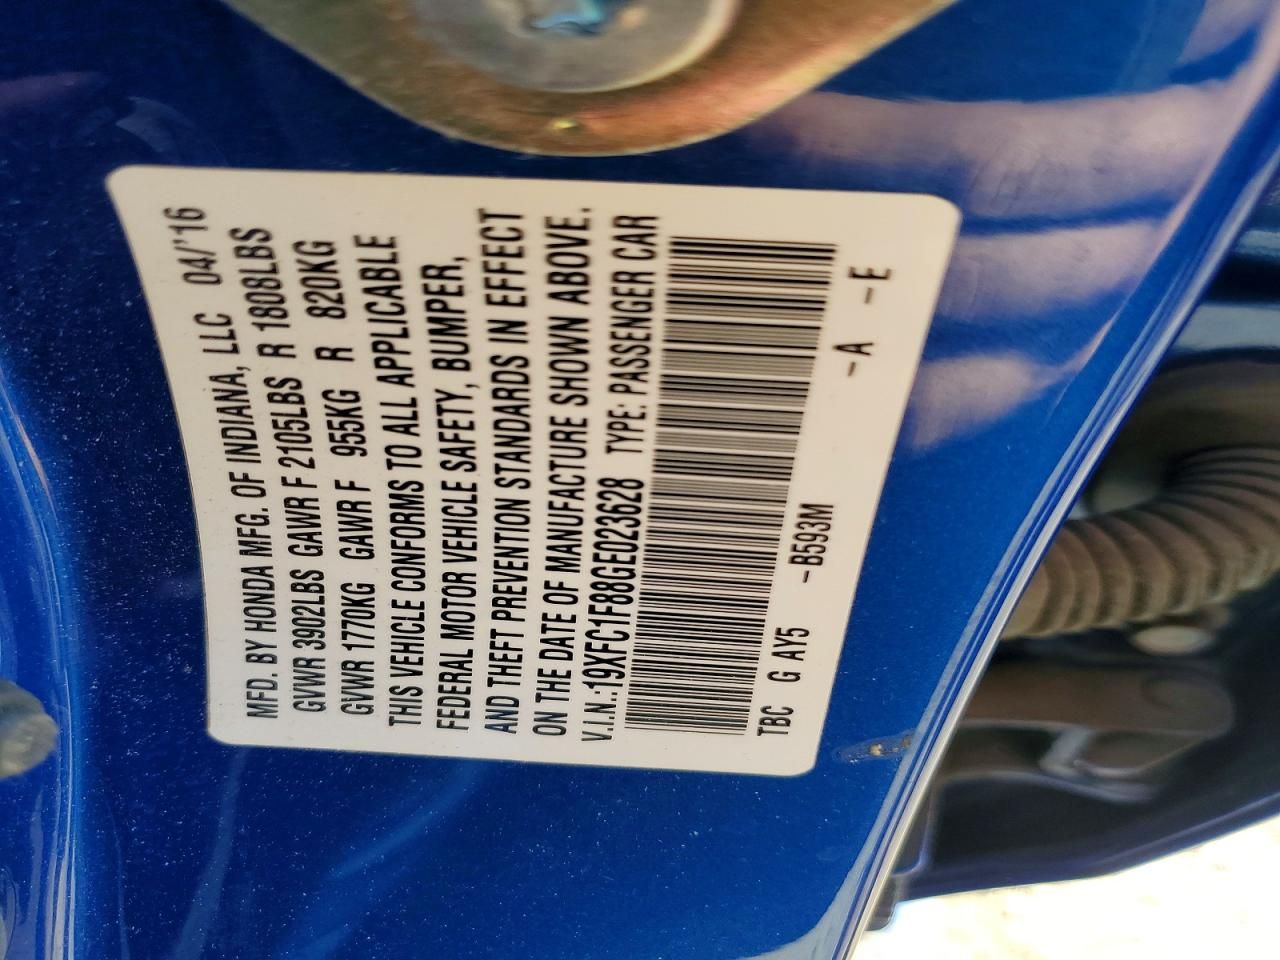 MFD. BY HONDA MFG. OF INDIANA, LLC 04/'16
GVWR 3902LBS GAWR F 2105LBS R 1808LBS
GVWR 1770KG GAWR F 955KG R 820KG
THIS VEHICLE CONFORMS TO ALL APPLICABLE
FEDERAL MOTOR VEHICLE SAFETY, BUMPER,
AND THEFT PREVENTION STANDARDS IN EFFECT
ON THE DATE OF MANUFACTURE SHOWN ABOVE.
V.I.N.:19XFC1F88GE023628 TYPE: PASSENGER CAR
TBC G AY5 -B593M -A -E